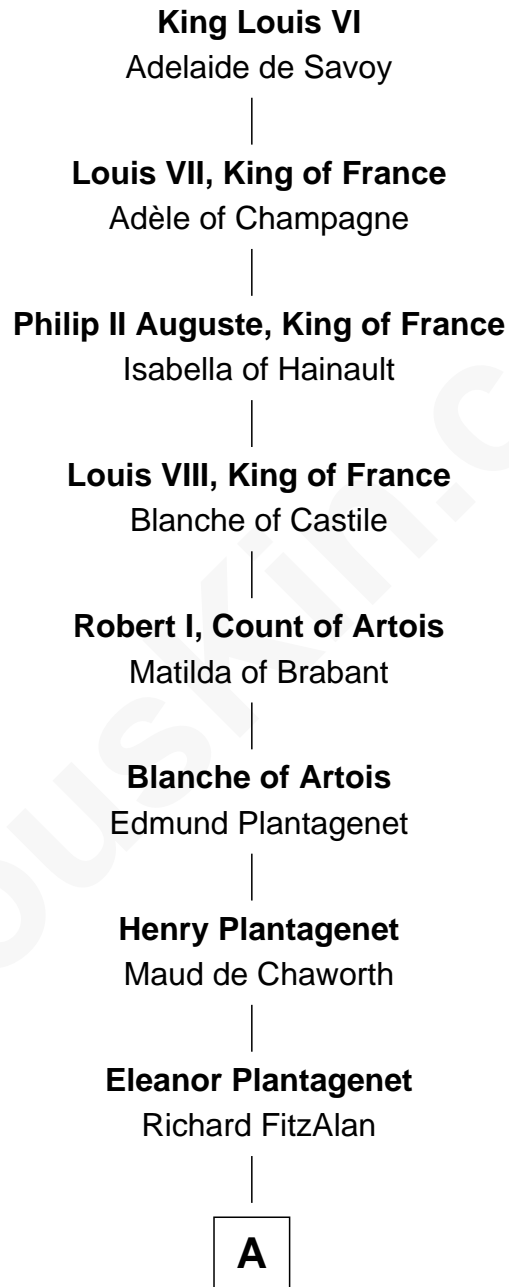 King Louis VI
Adelaide de Savoy
Louis VII, King of France
Adèle of Champagne
Philip II Auguste, King of France
Isabella of Hainault
Louis VIII, King of France
Blanche of Castile
Robert I, Count of Artois
Matilda of Brabant
Blanche of Artois
Edmund Plantagenet
Henry Plantagenet
Maud de Chaworth
Eleanor Plantagenet
Richard FitzAlan
A